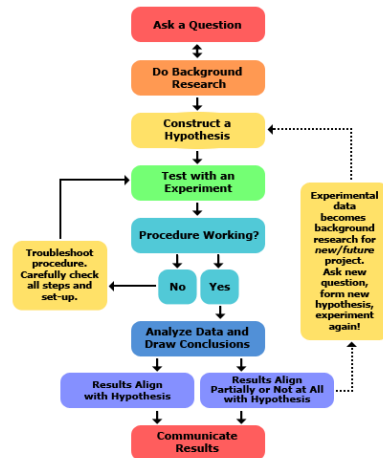 Ask a Question
Do Background
Research
Construct a
Hypothesis
Test with an
Experiment
Procedure Working?
Troubleshoot
procedure.
Carefully check
all steps and
set-up.
No
Yes
Experimental
data
becomes
background
research for
new/future
project.
Ask new
question,
form new
hypothesis,
experiment
again!
Analyze Data and
Draw Conclusions
Results Align
with Hypothesis
Results Align
Partially or Not at All
with Hypothesis
Communicate
Results